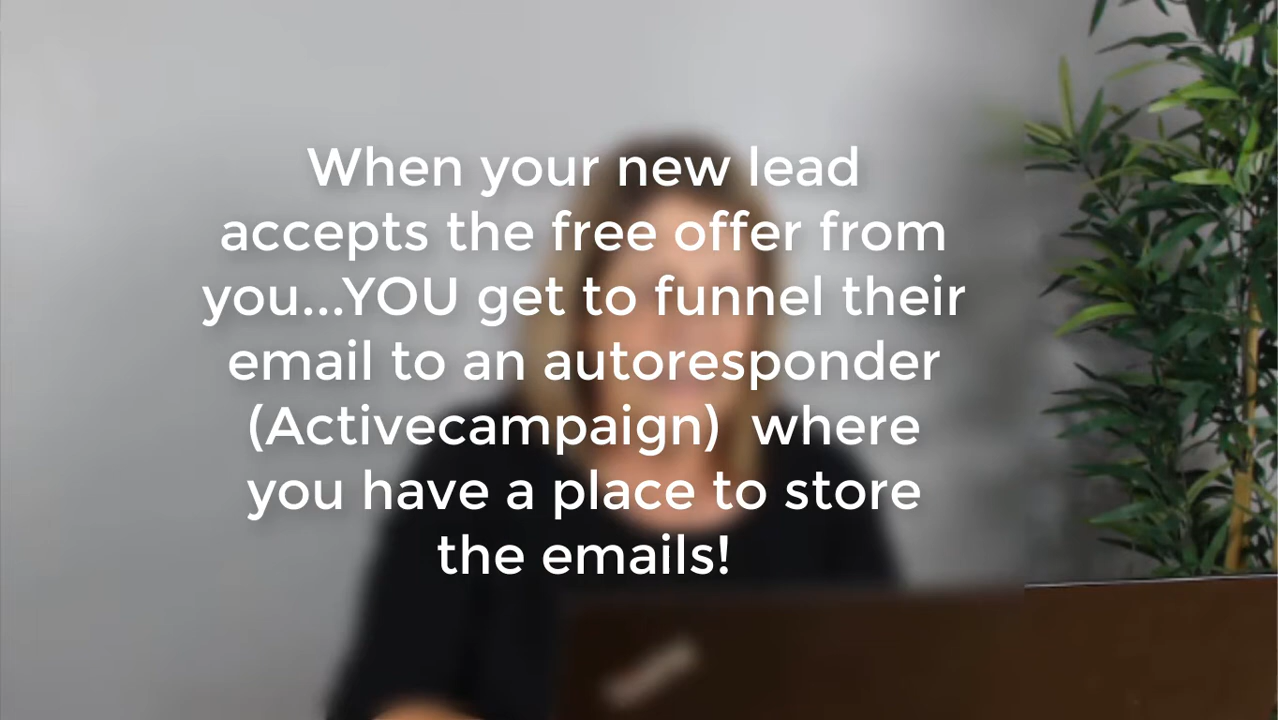 When your new lead
accepts the free offer from
you...YOU get to funnel their
email to an autoresponder
(Activecampaign)  where
you have a place to store
the emails!